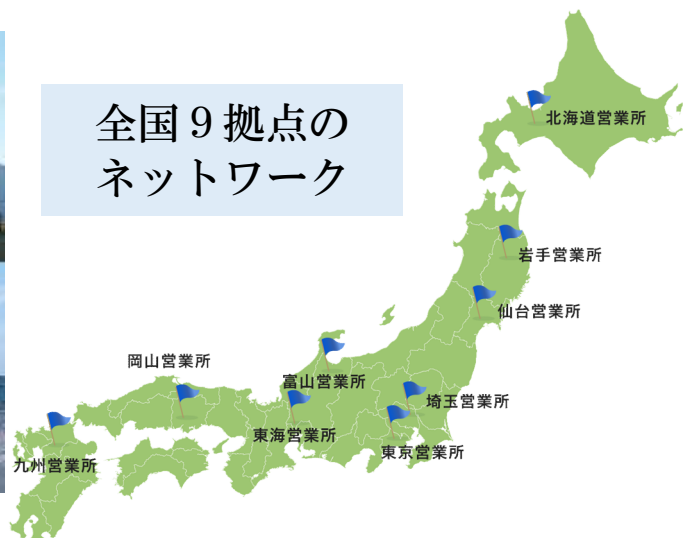 全国９拠点の
ネットワーク
北海道営業所
岩手営業所
仙台営業所
岡山営業所
富山営業所
埼玉営業所
東海営業所
東京営業所
九州営業所